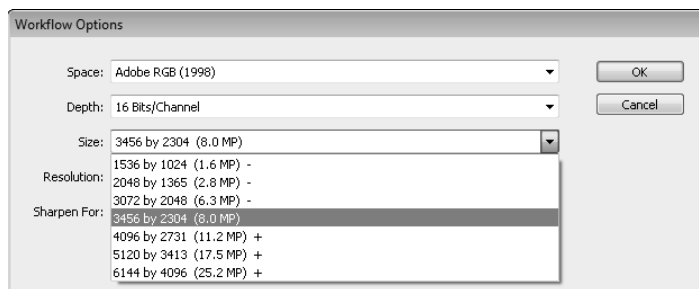 Workflow Options
Space: Adobe RGB (1998) OK
Depth: 16 Bits/Channel Cancel
Size: 3456 by 2304 (8.0 MP)
1536 by 1024 (1.6 MP) -
Resolution: 2048 by 1365 (2.8 MP) -
3072 by 2048 (6.3 MP) -
Sharpen For: 3456 by 2304 (8.0 MP)
4096 by 2731 (11.2 MP) +
5120 by 3413 (17.5 MP) +
6144 by 4096 (25.2 MP) +